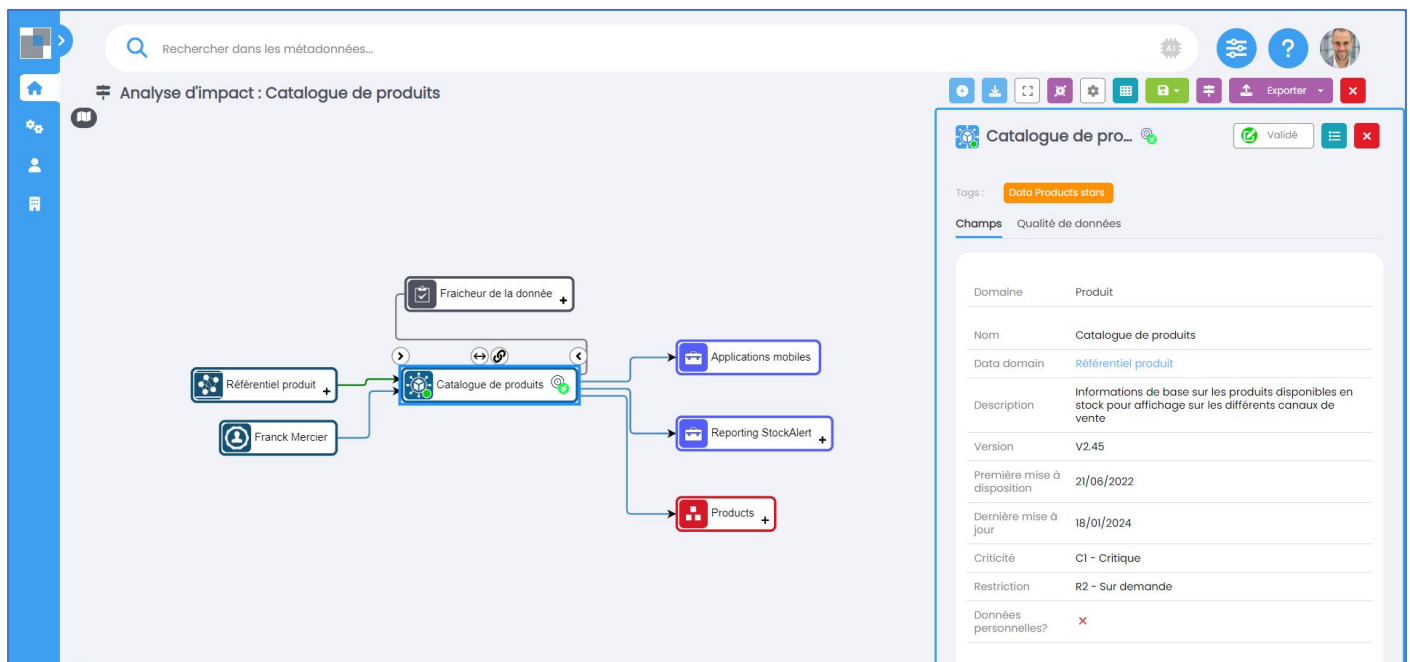 Rechercher dans les métadonnées...
AI
?
Analyse d'impact : Catalogue de produits
Exporter
Catalogue de pro...
Validé
Tags :
Data Products stars
Champs
Qualité de données
Domaine
Produit
Nom
Catalogue de produits
Data domain
Référentiel produit
Description
Informations de base sur les produits disponibles en
stock pour affichage sur les différents canaux de
vente
Version
V2.45
Première mise à
disposition
21/06/2022
Dernière mise à
jour
18/01/2024
Criticité
C1 - Critique
Restriction
R2 - Sur demande
Données
personnelles?
Fraicheur de la donnée
Référentiel produit
Catalogue de produits
Applications mobiles
Franck Mercier
Reporting StockAlert
Products